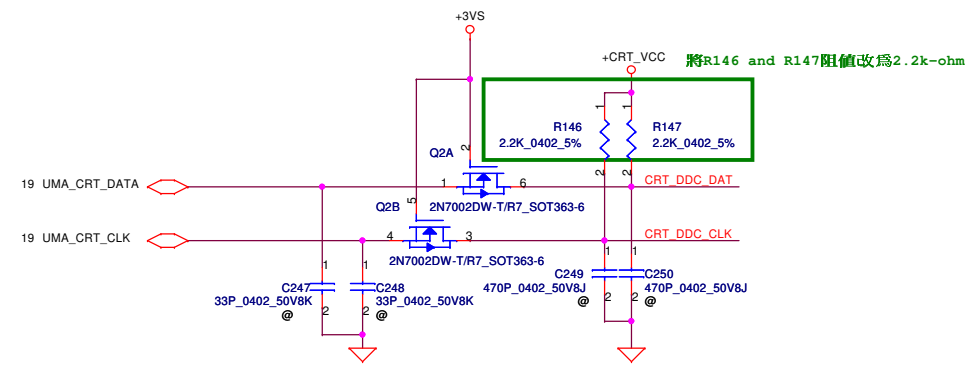 +3VS
+CRT_VCC
將R146 and R147阻值改為2.2k-ohm
1
1
R146
R147
2.2K_0402_5%
2.2K_0402_5%
Q2A
2
2
2
19 UMA_CRT_DATA
1
6
CRT_DDC_DAT
Q2B
5
2N7002DW-T/R7_SOT363-6
19 UMA_CRT_CLK
4
3
CRT_DDC_CLK
2N7002DW-T/R7_SOT363-6
1
1
1
1
C247
C248
C249
C250
33P_0402_50V8K
33P_0402_50V8K
470P_0402_50V8J
470P_0402_50V8J
2
2
2
2
@
@
@
@